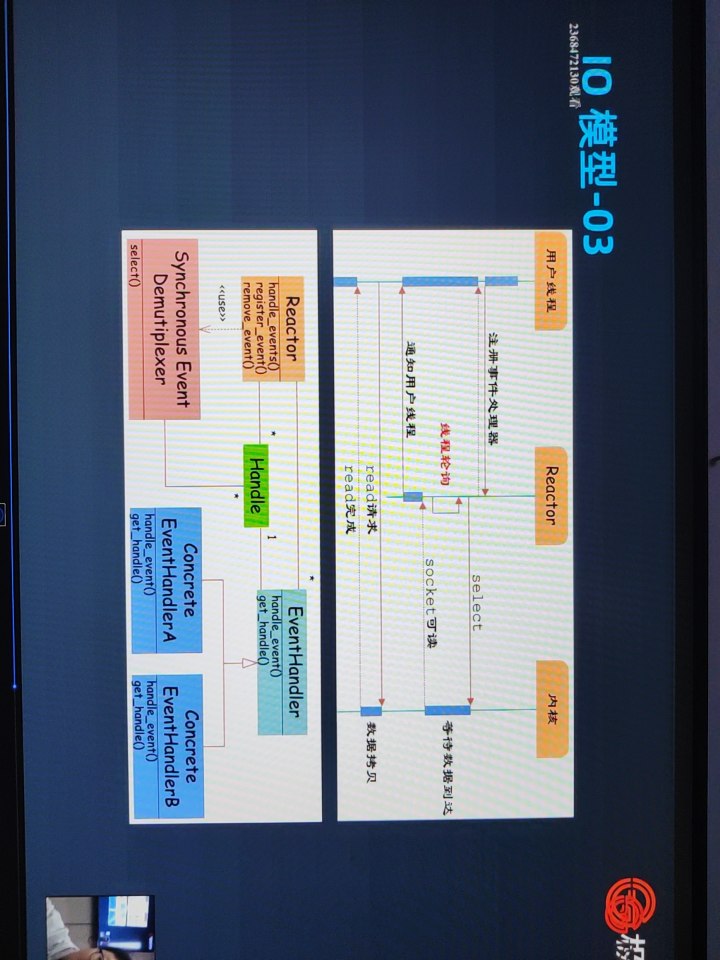 IO 模型-03
2368472130观看
极
用户线程
Reactor
内核
注册事件处理器
select
线程轮询
等待数据到达
socket可读
通知用户线程
read请求
数据拷贝
read完成
Reactor
handle_events()
register_event()
remove_event()
*
*
Handle
1
*
EventHandler
handle_event()
get_handle()
<<use>>
Synchronous Event
Demutiplexer
select()
Concrete
EventHandlerA
handle_event()
get_handle()
Concrete
EventHandlerB
handle_event()
get_handle()